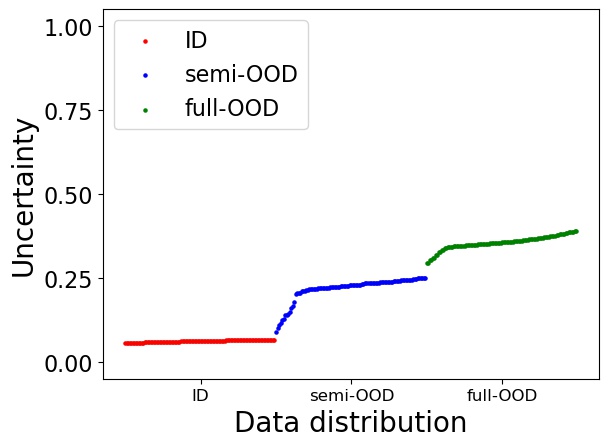 1.00
0.75
0.50
0.25
0.00
Uncertainty
ID
semi-OOD
full-OOD
ID semi-OOD full-OOD
Data distribution